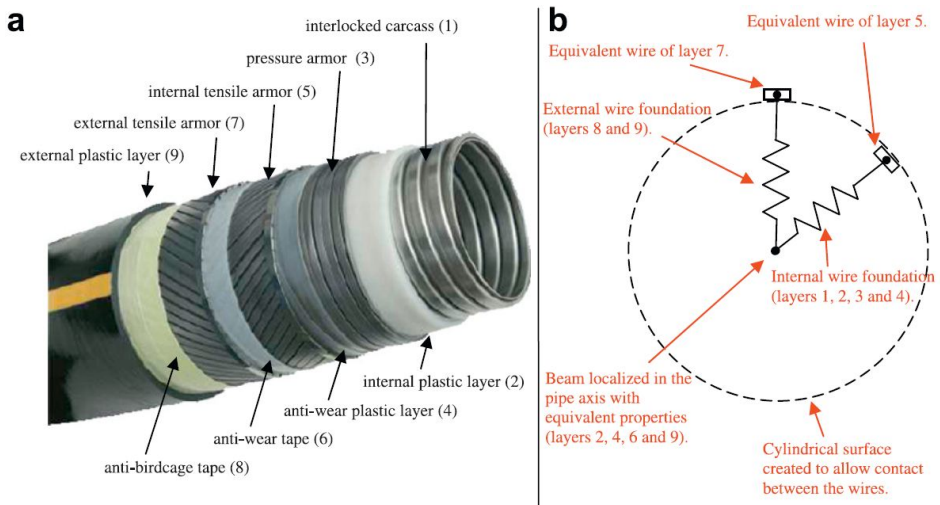 a
interlocked carcass (1)
pressure armor (3)
internal tensile armor (5)
external tensile armor (7)
external plastic layer (9)
internal plastic layer (2)
anti-wear plastic layer (4)
anti-wear tape (6)
anti-birdcage tape (8)
b
Equivalent wire of layer 5.
Equivalent wire of layer 7.
External wire foundation
(layers 8 and 9).
Internal wire foundation
(layers 1, 2, 3 and 4).
Beam localized in the
pipe axis with
equivalent properties
(layers 2, 4, 6 and 9).
Cylindrical surface
created to allow contact
between the wires.